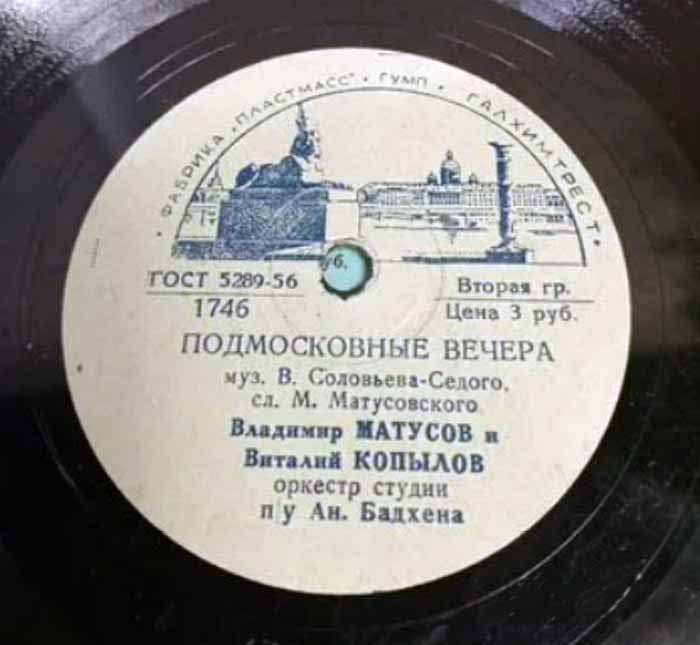 • ФАБРИКА „ПЛАСТМАСС" • ГУМП • ГАЛХИМТРЕСТ •
уб.
ГОСТ 5289-56
Вторая гр.
1746
Цена 3 руб.
ПОДМОСКОВНЫЕ ВЕЧЕРА
муз. В. Соловьева-Седого,
сл. М. Матусовского
Владимир МАТУСОВ и
Виталий КОПЫЛОВ
оркестр студии
п/у Ан. Бадхена